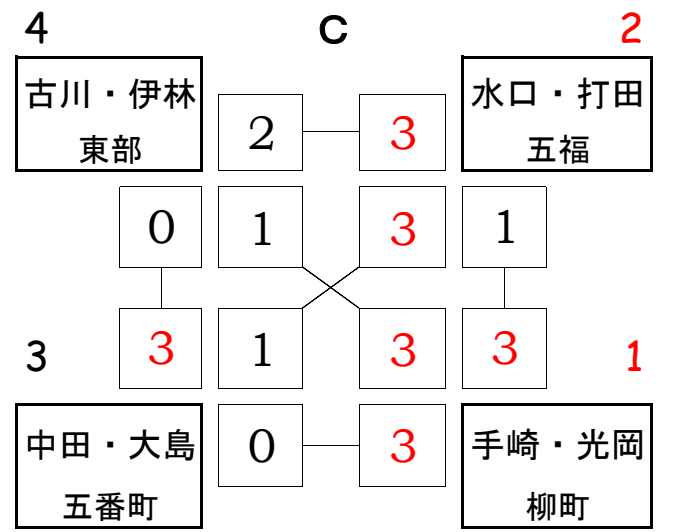 4 C 2
古川・伊林 2 3 水口・打田
東部 五福
0 1 3 1
3 1 3 3
3 1
中田・大島 0 3 手崎・光岡
五番町 柳町